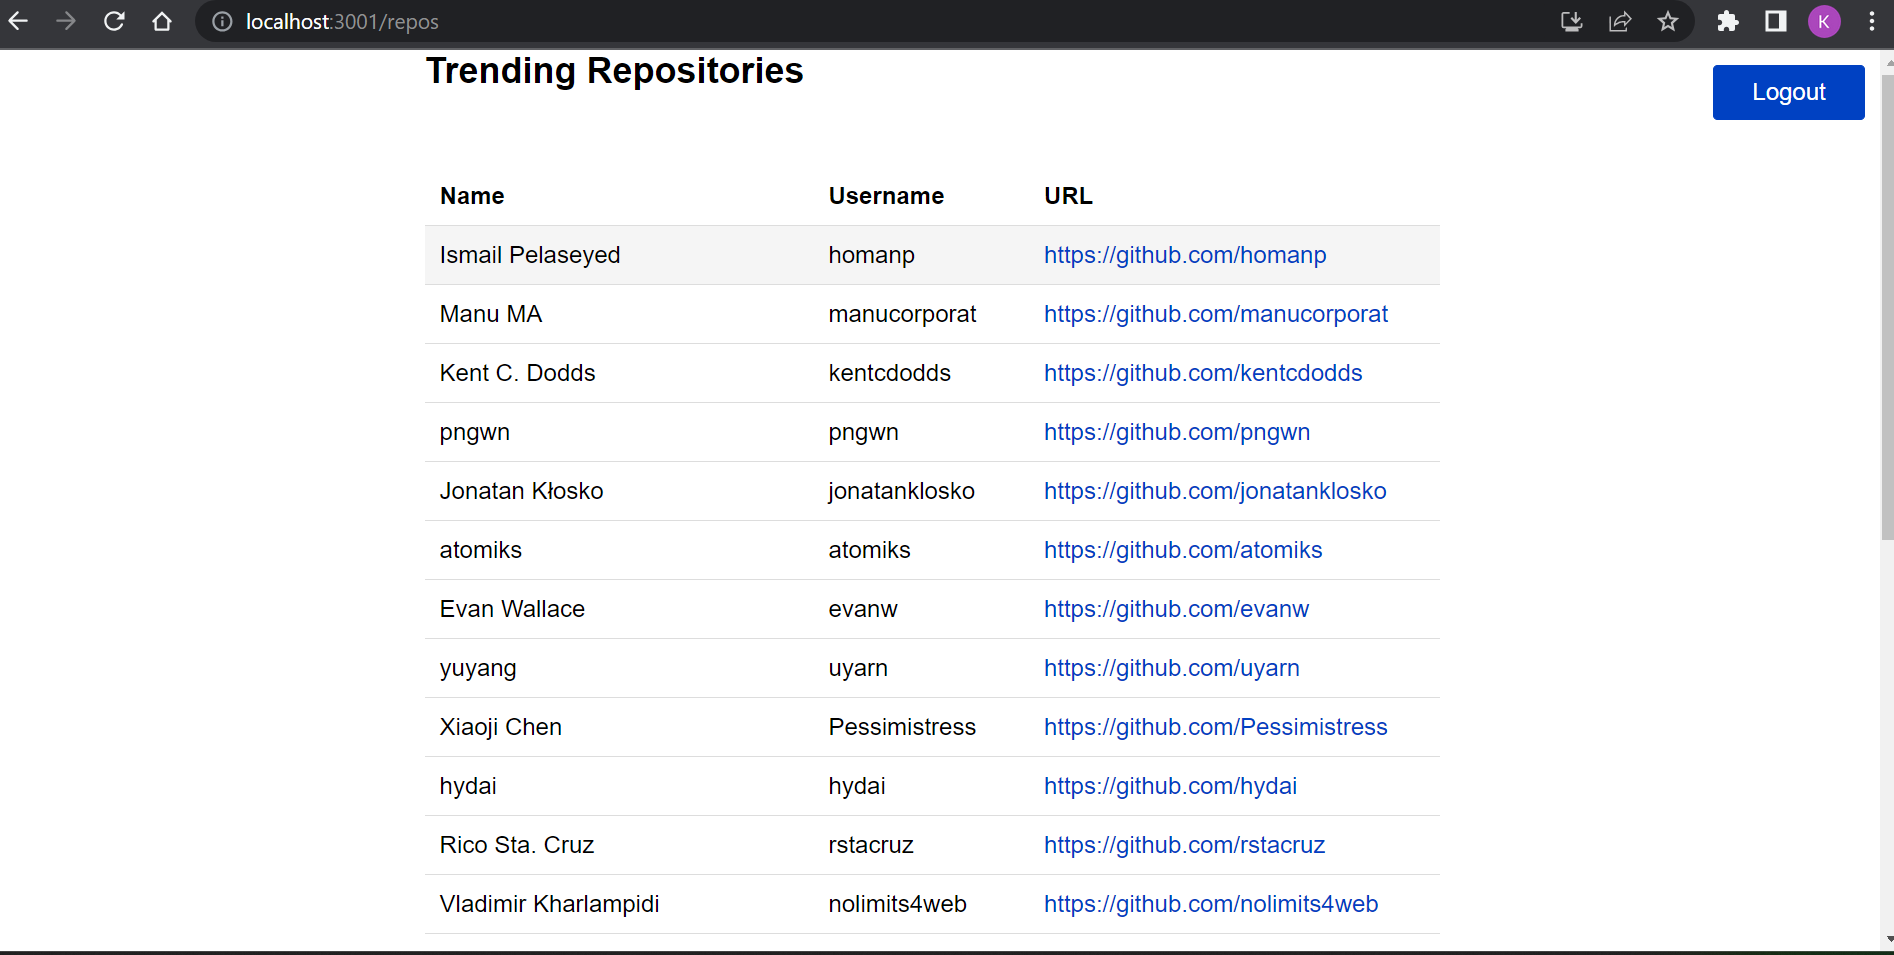 localhost:3001/repos
K
Trending Repositories
Logout
Name Username URL
Ismail Pelaseyed homanp https://github.com/homanp
Manu MA manucorporat https://github.com/manucorporat
Kent C. Dodds kentcdodds https://github.com/kentcdodds
pngwn pngwn https://github.com/pngwn
Jonatan Kłosko jonatanklosko https://github.com/jonatanklosko
atomiks atomiks https://github.com/atomiks
Evan Wallace evanw https://github.com/evanw
yuyang uyarn https://github.com/uyarn
Xiaoji Chen Pessimistress https://github.com/Pessimistress
hydai hydai https://github.com/hydai
Rico Sta. Cruz rstacruz https://github.com/rstacruz
Vladimir Kharlampidi nolimits4web https://github.com/nolimits4web